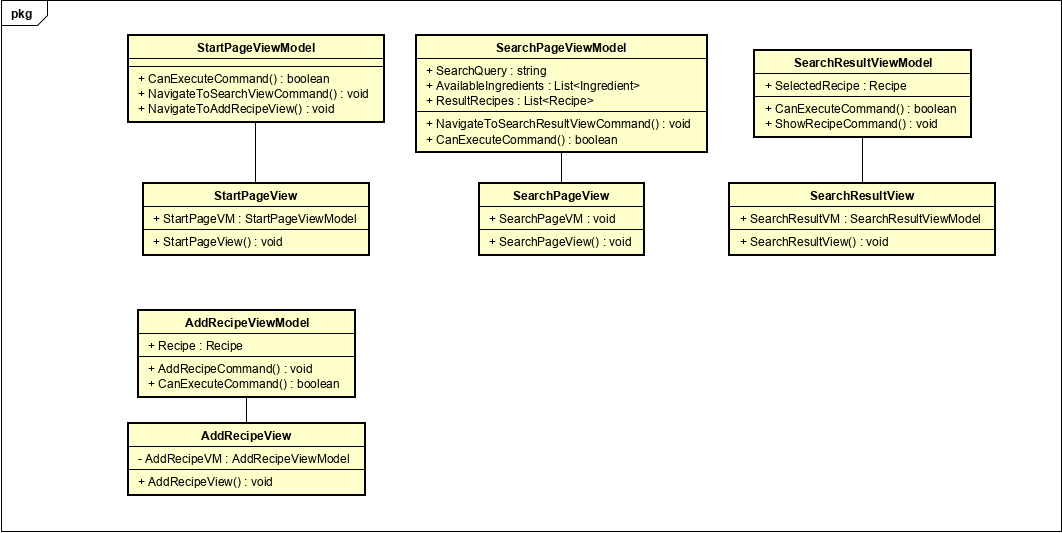 pkg
StartPageViewModel
+ CanExecuteCommand() : boolean
+ NavigateToSearchViewCommand() : void
+ NavigateToAddRecipeView() : void
SearchPageViewModel
+ SearchQuery : string
+ AvailableIngredients : List<Ingredient>
+ ResultRecipes : List<Recipe>
+ NavigateToSearchResultViewCommand() : void
+ CanExecuteCommand() : boolean
SearchResultViewModel
+ SelectedRecipe : Recipe
+ CanExecuteCommand() : boolean
+ ShowRecipeCommand() : void
StartPageView
+ StartPageVM : StartPageViewModel
+ StartPageView() : void
SearchPageView
+ SearchPageVM : void
+ SearchPageView() : void
SearchResultView
+ SearchResultVM : SearchResultViewModel
+ SearchResultView() : void
AddRecipeViewModel
+ Recipe : Recipe
+ AddRecipeCommand() : void
+ CanExecuteCommand() : boolean
AddRecipeView
- AddRecipeVM : AddRecipeViewModel
+ AddRecipeView() : void